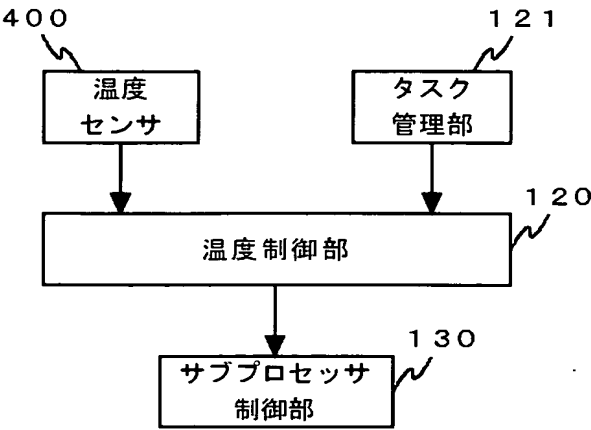 ４００
１２１
温度
センサ
タスク
管理部
１２０
温度制御部
１３０
サブプロセッサ
制御部